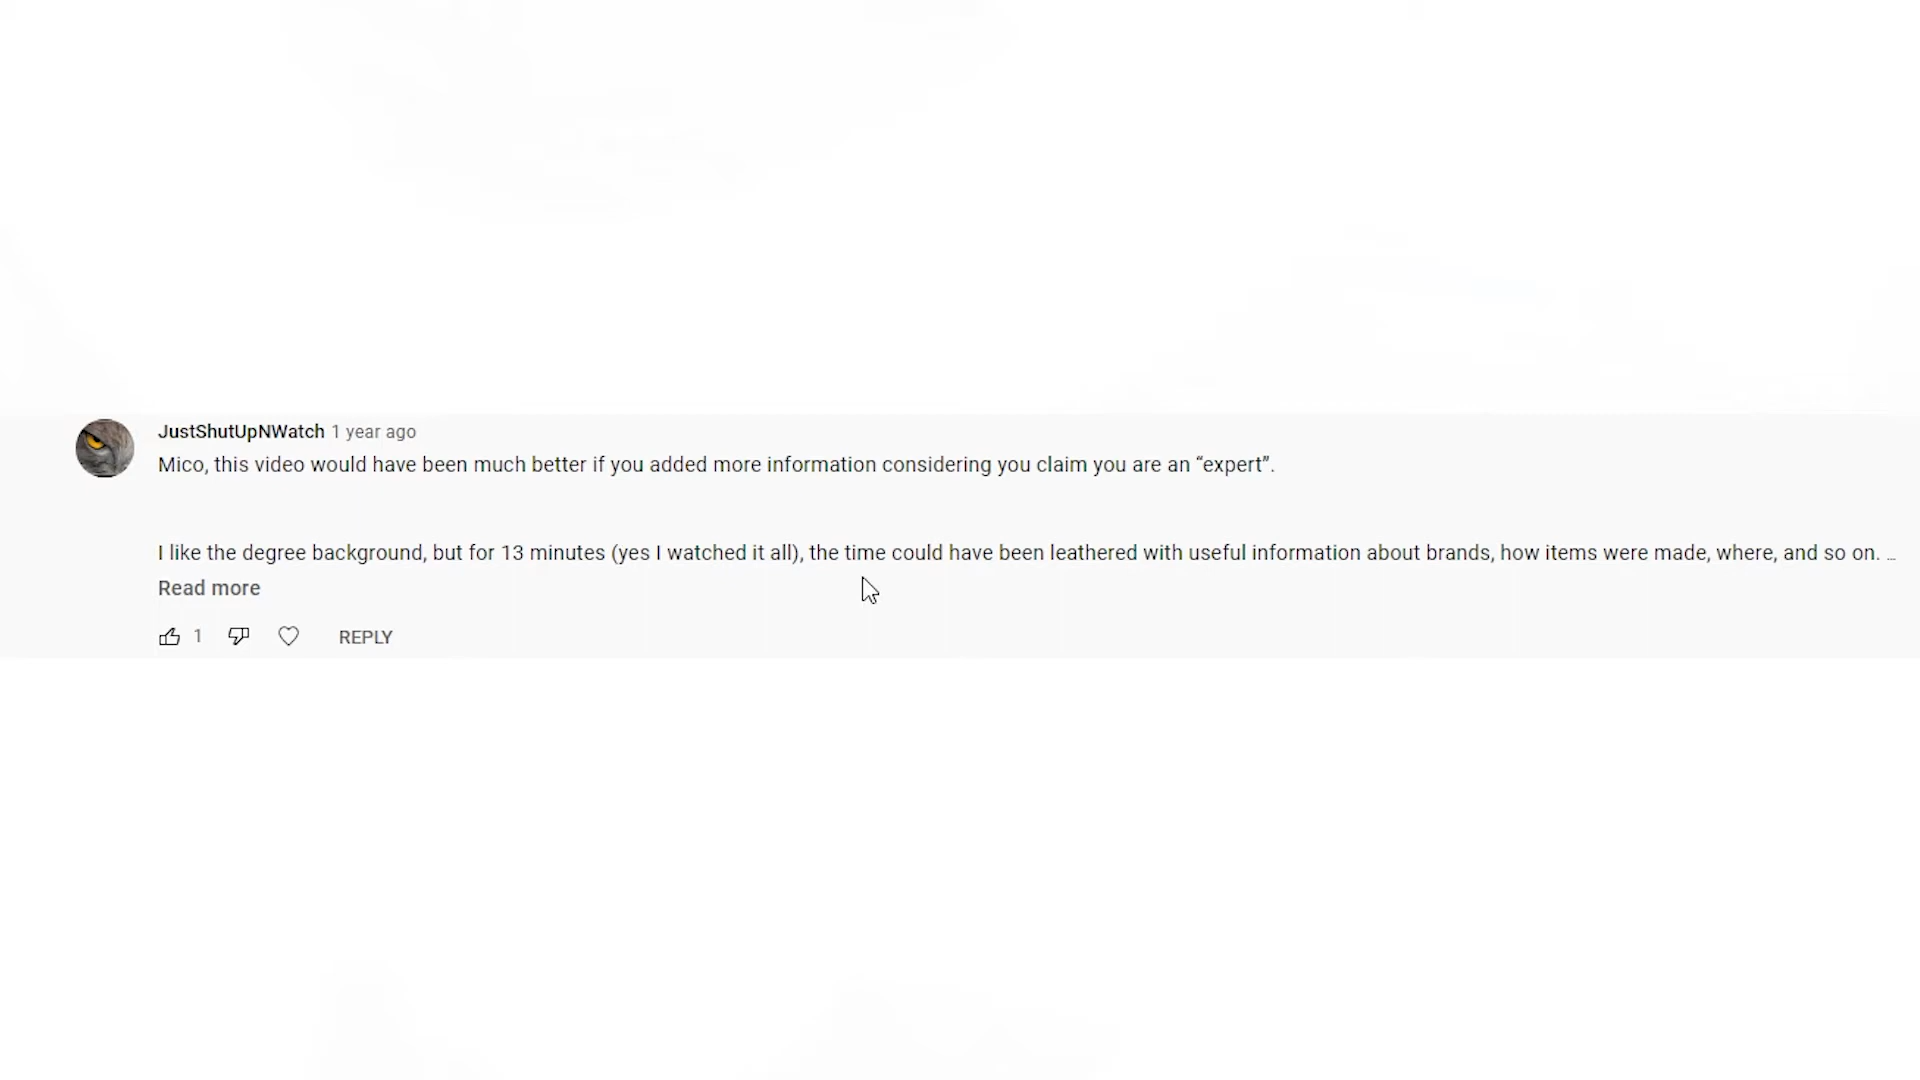 JustShutUpNWatch 1 year ago
Mico, this video would have been much better if you added more information considering you claim you are an “expert”.
I like the degree background, but for 13 minutes (yes I watched it all), the time could have been leathered with useful information about brands, how items were made, where, and so on. ...
Read more
1 REPLY